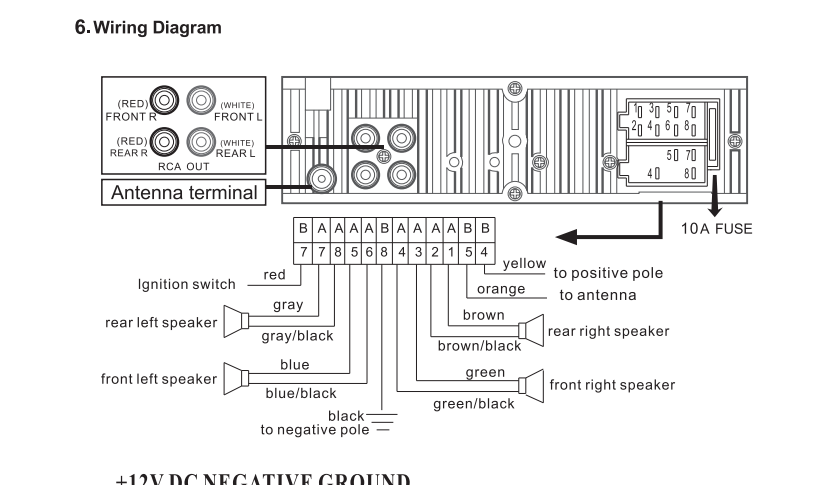 6. Wiring Diagram
(RED)
FRONT R
(WHITE)
FRONT L
(RED)
REAR R
(WHITE)
REAR L
RCA OUT
Antenna terminal
1 3 5 7
2 4 6 8
5 7
4 8
10A FUSE
B A A A A B A A A A B B
7 7 8 5 6 8 4 3 2 1 5 4
red
Ignition switch
gray
rear left speaker
gray/black
blue
front left speaker
blue/black
black
to negative pole
yellow
to positive pole
orange
to antenna
brown
rear right speaker
brown/black
green
front right speaker
green/black
+12V DC NEGATIVE GROUND